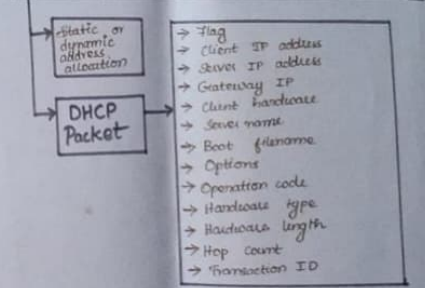 Static or
dynamic
address
allocation
DHCP
Packet
→ Flag
→ Client IP address
→ Server IP address
→ Gateway IP
→ Client hardware
→ Server name
→ Boot filename
→ Options
→ Operation code
→ Hardware type
→ Hardware length
→ Hop count
→ Transaction ID